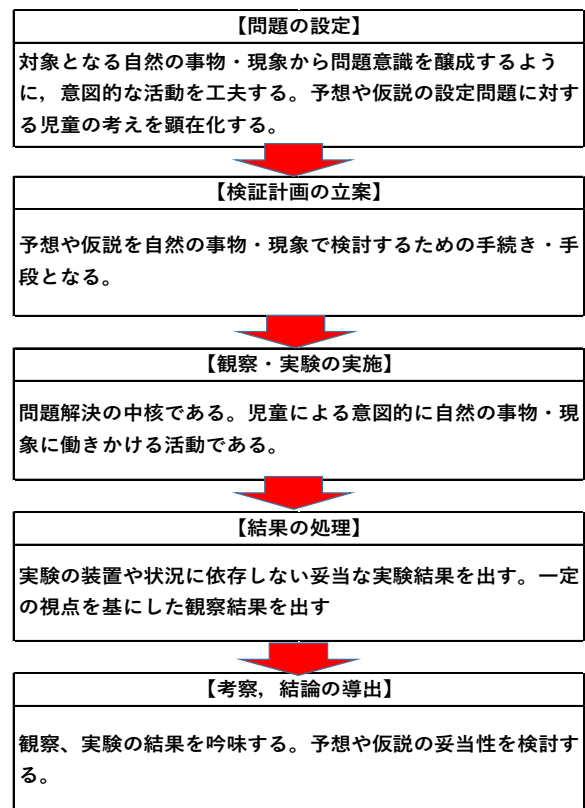 【問題の設定】
対象となる自然の事物・現象から問題意識を醸成するよう
に，意図的な活動を工夫する。予想や仮説の設定問題に対す
る児童の考えを顕在化する。
【検証計画の立案】
予想や仮説を自然の事物・現象で検討するための手続き・手
段となる。
【観察・実験の実施】
問題解決の中核である。児童による意図的に自然の事物・現
象に働きかける活動である。
【結果の処理】
実験の装置や状況に依存しない妥当な実験結果を出す。一定
の視点を基にした観察結果を出す
【考察，結論の導出】
観察、実験の結果を吟味する。予想や仮説の妥当性を検討す
る。